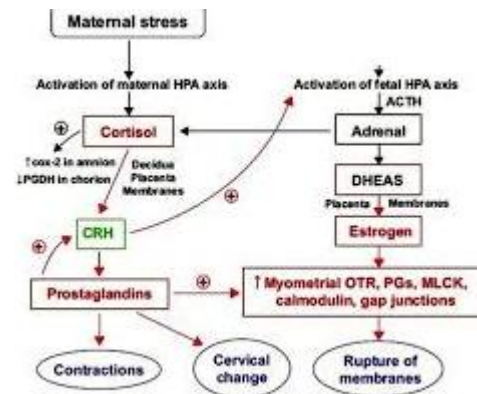 Maternal stress
Activation of maternal HPA axis
Activation of fetal HPA axis
ACTH
⊕
Cortisol
Adrenal
↑cox-2 in amnion
↓PGDH in chorion
Decidua
Placenta
Membranes
DHEAS
⊕
Placenta
Membranes
CRH
Estrogen
⊕
Prostaglandins
⊕
↑ Myometrial OTR, PGs, MLCK,
calmodulin, gap junctions
Contractions
Cervical
change
Rupture of
membranes